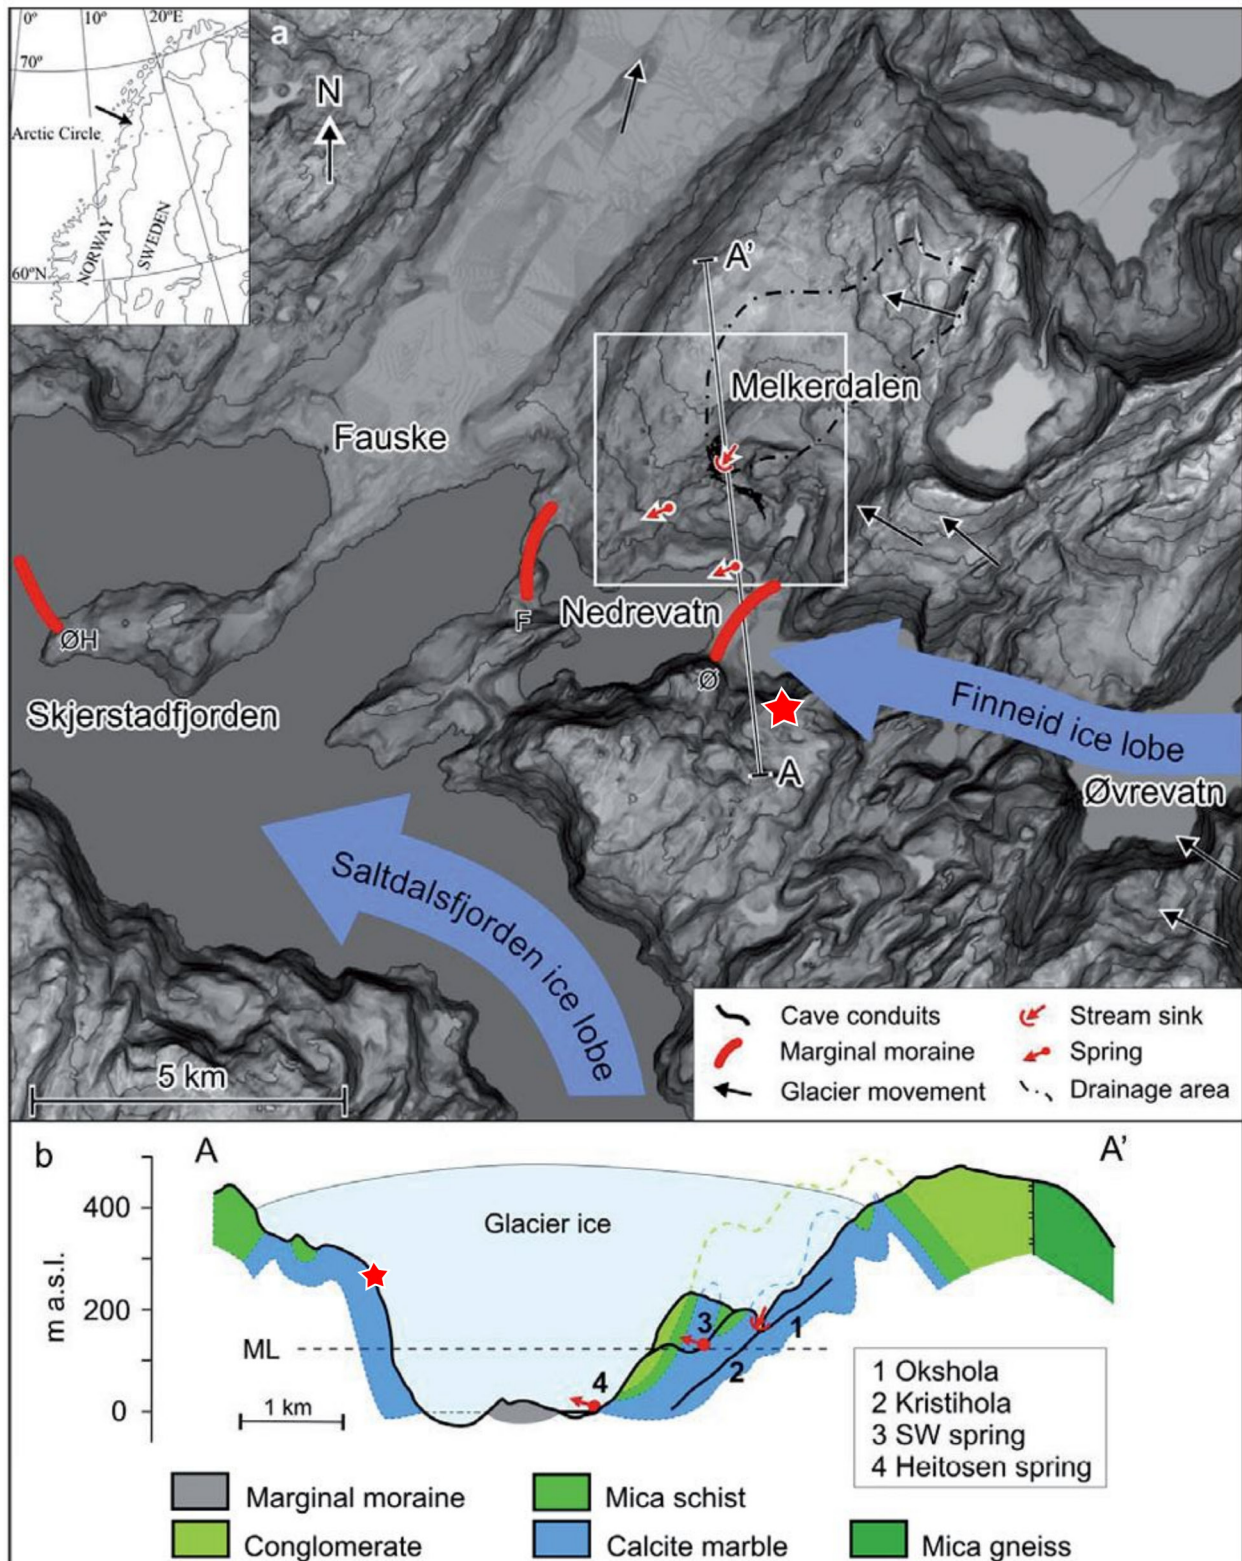 0°
10°
20°E
70°
Arctic Circle
NORWAY
SWEDEN
60°N
a
N
A'
Melkerdalen
Fauske
F
Nedrevatn
ØH
Ø
Skjerstadfjorden
Finneid ice lobe
A
Øvrevatn
Saltdalsfjorden ice lobe
5 km
Cave conduits
Stream sink
Marginal moraine
Spring
Glacier movement
Drainage area
b
A
A'
m a.s.l.
400
200
0
Glacier ice
ML
1 km
3
1
2
4
1 Okshola
2 Kristihola
3 SW spring
4 Heitosen spring
Marginal moraine
Mica schist
Conglomerate
Calcite marble
Mica gneiss